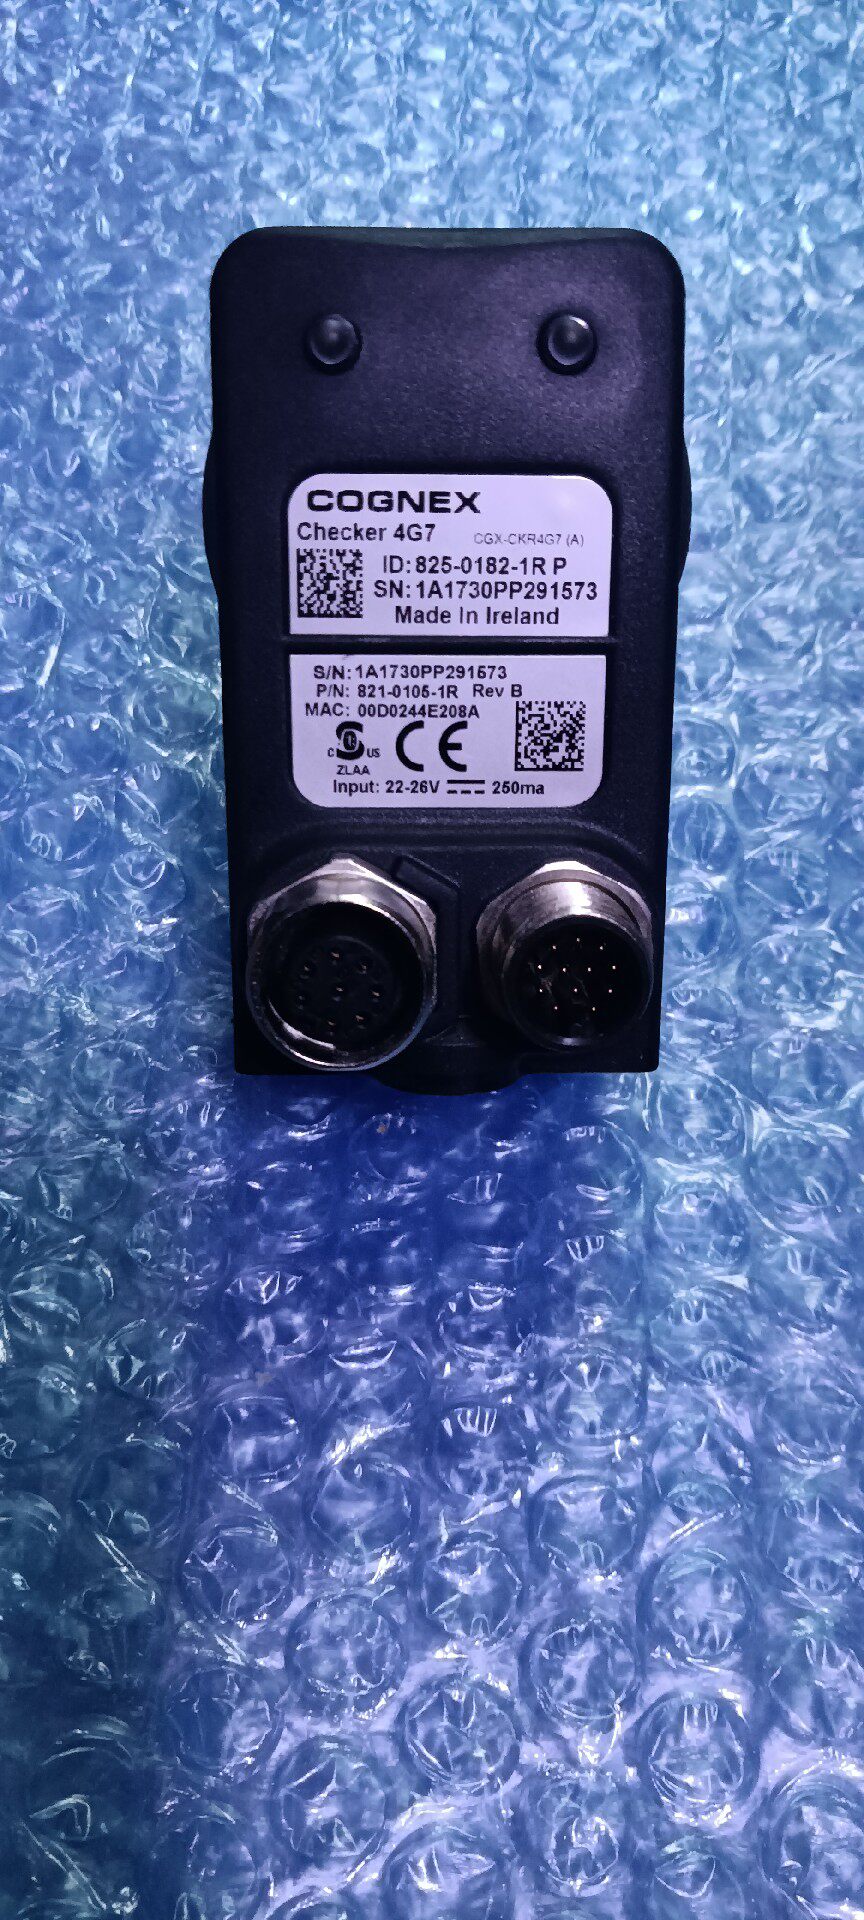 COGNEX
Checker 4G7 CGX-CKR4G7 (A)
ID: 825-0182-1R P
SN: 1A1730PP291573
Made In Ireland
S/N: 1A1730PP291573
P/N: 821-0105-1R Rev B
MAC: 00D0244E208A
C US CE
ZLAA
Input: 22-26V 250ma